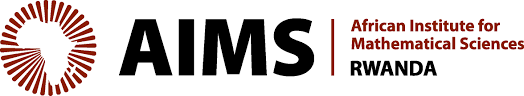 AIMS
African Institute for
Mathematical Sciences
RWANDA